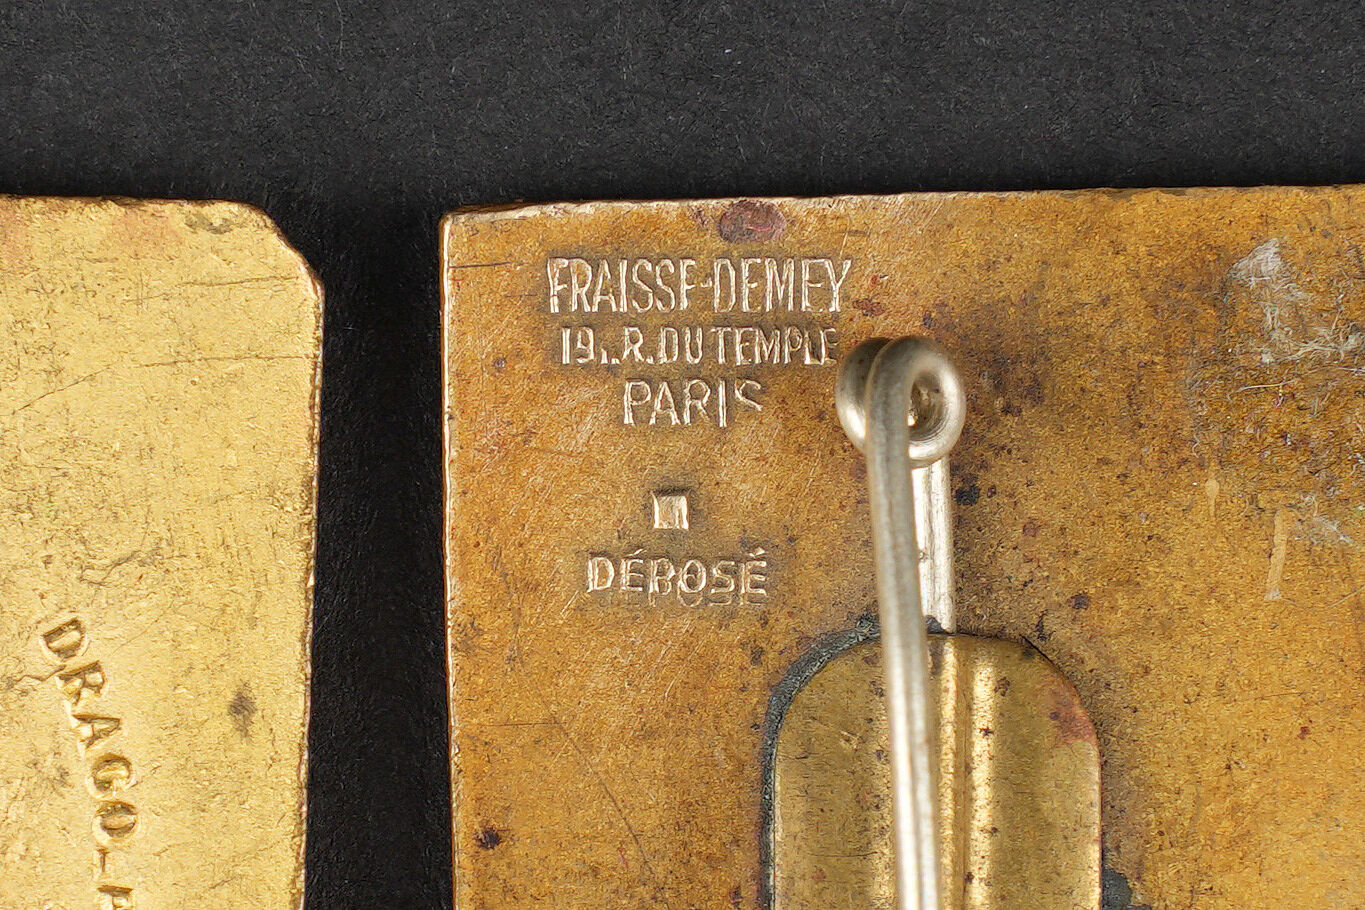 FRAISSE-DEMEY
19, R. DU TEMPLE
PARIS
DÉPOSÉ
DRAGO-